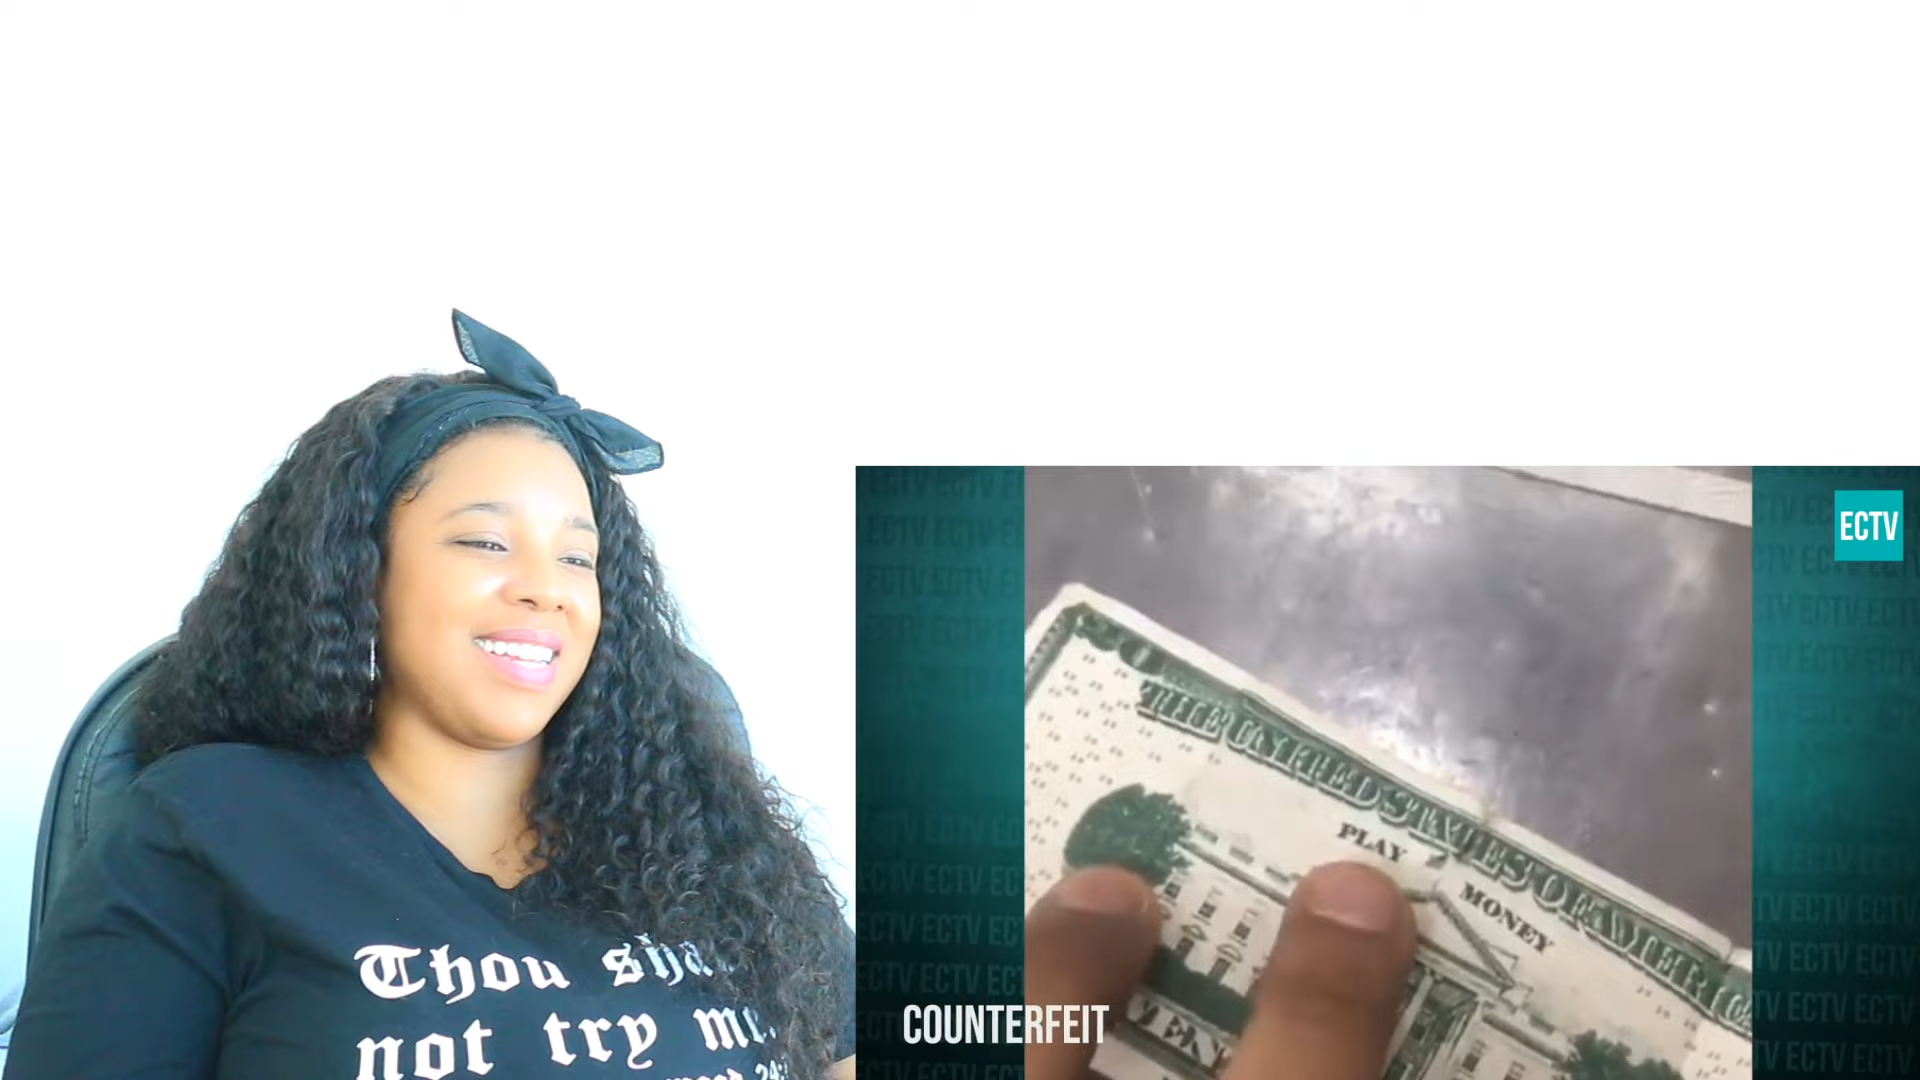 ECTV
THE UNITED STATES OF AMERICA
PLAY
MONEY
COUNTERFEIT
Thou sha
not try me.